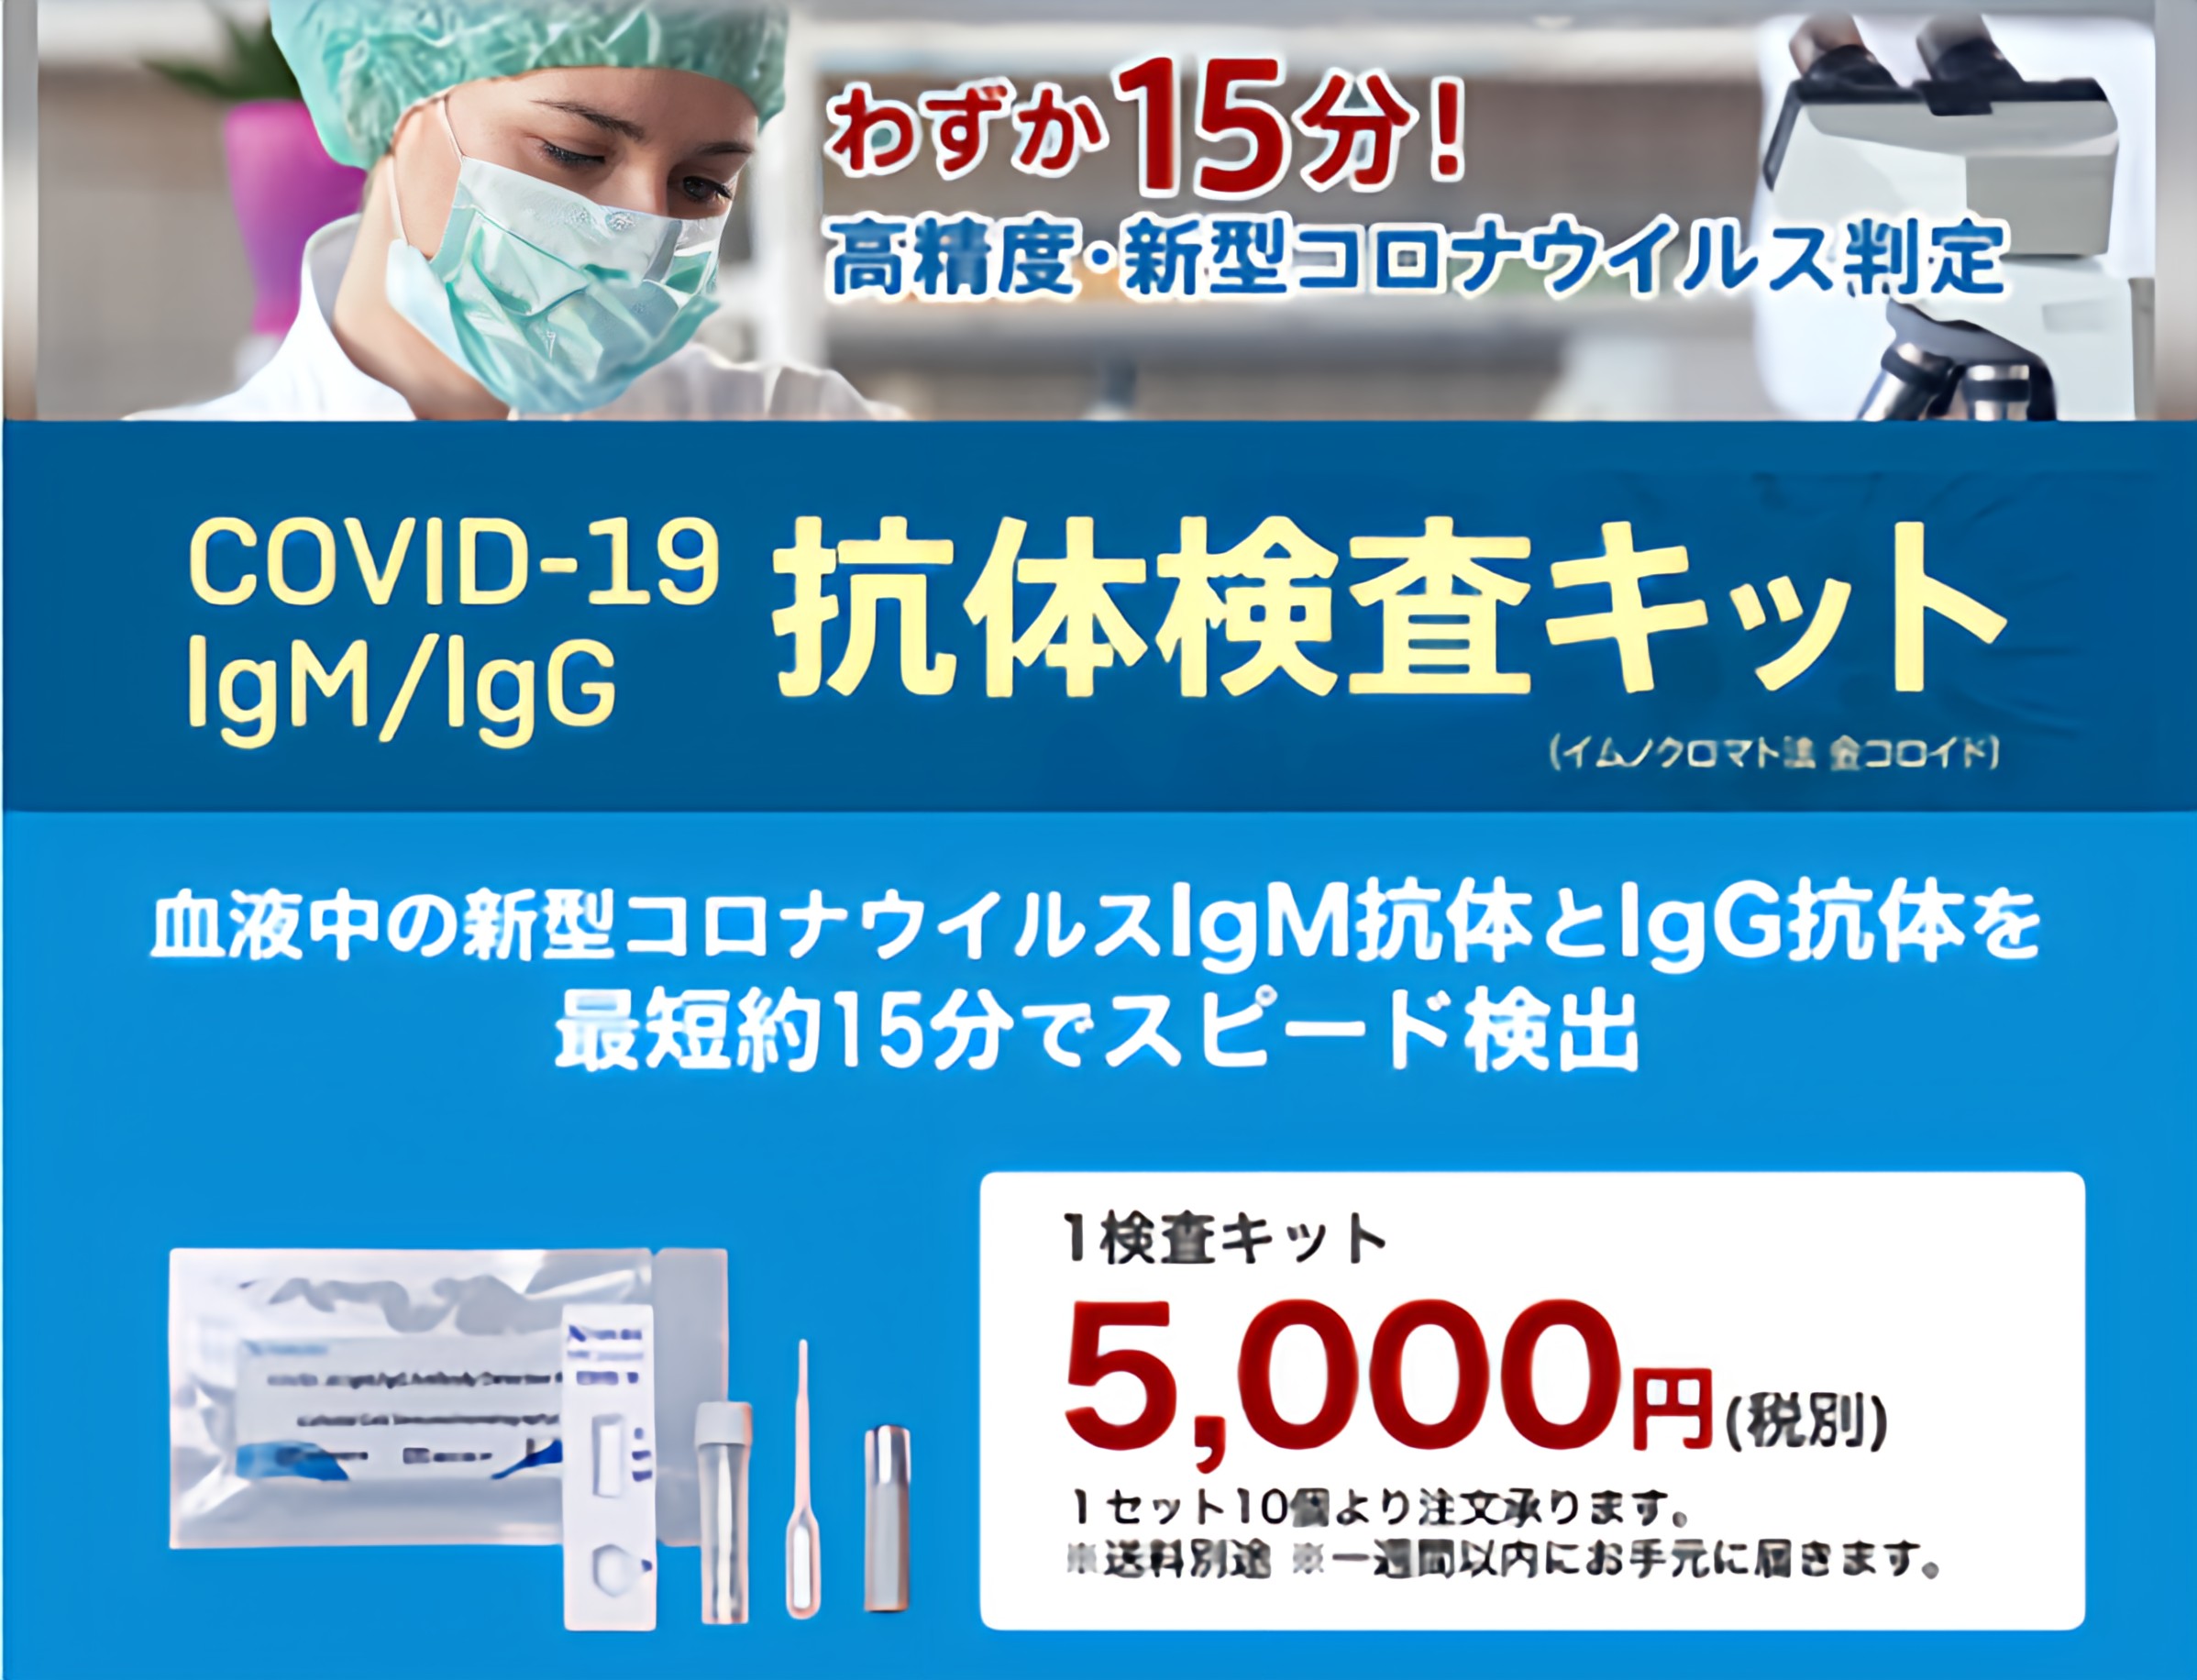 わずか15分!
高精度・新型コロナウイルス判定
COVID-19
IgM/IgG
抗体検査キット
(イムノクロマト法 金コロイド)
血液中の新型コロナウイルスIgM抗体とIgG抗体を
最短約15分でスピード検出
1検査キット
5,000円(税別)
1セット10個より注文承ります。
※送料別途 ※一週間以内にお手元に届きます。